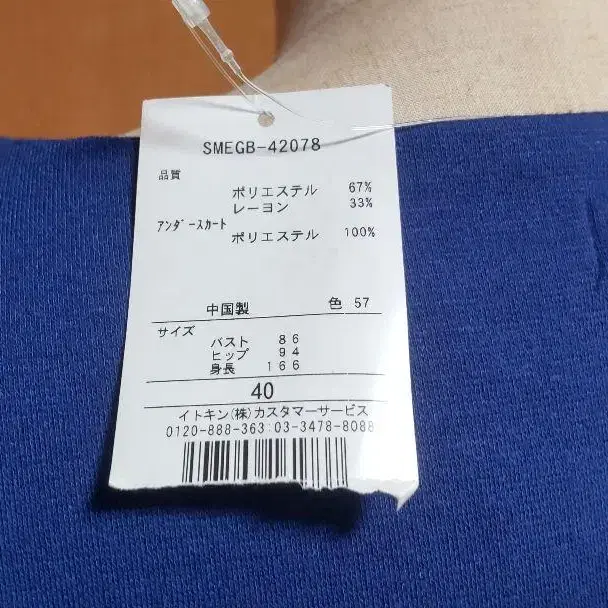 SMEGB-42078
品質
ポリエステル 67%
レーヨン 33%
アンダースカート
ポリエステル 100%
中国製 色 57
サイズ
バスト 86
ヒップ 94
身長 166
40
イトキン(株)カスタマーサービス
0120-888-363:03-3478-8088